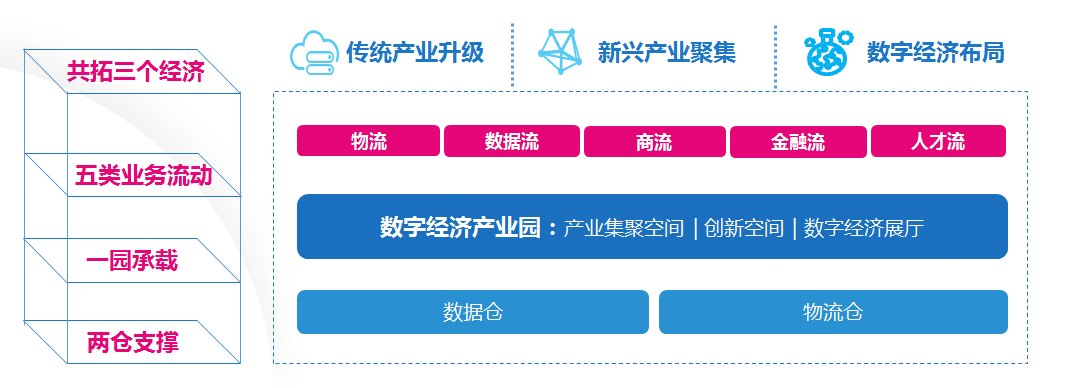 传统产业升级
新兴产业聚集
数字经济布局
共拓三个经济
物流
数据流
商流
金融流
人才流
五类业务流动
数字经济产业园：产业集聚空间 | 创新空间 | 数字经济展厅
一园承载
数据仓
物流仓
两仓支撑